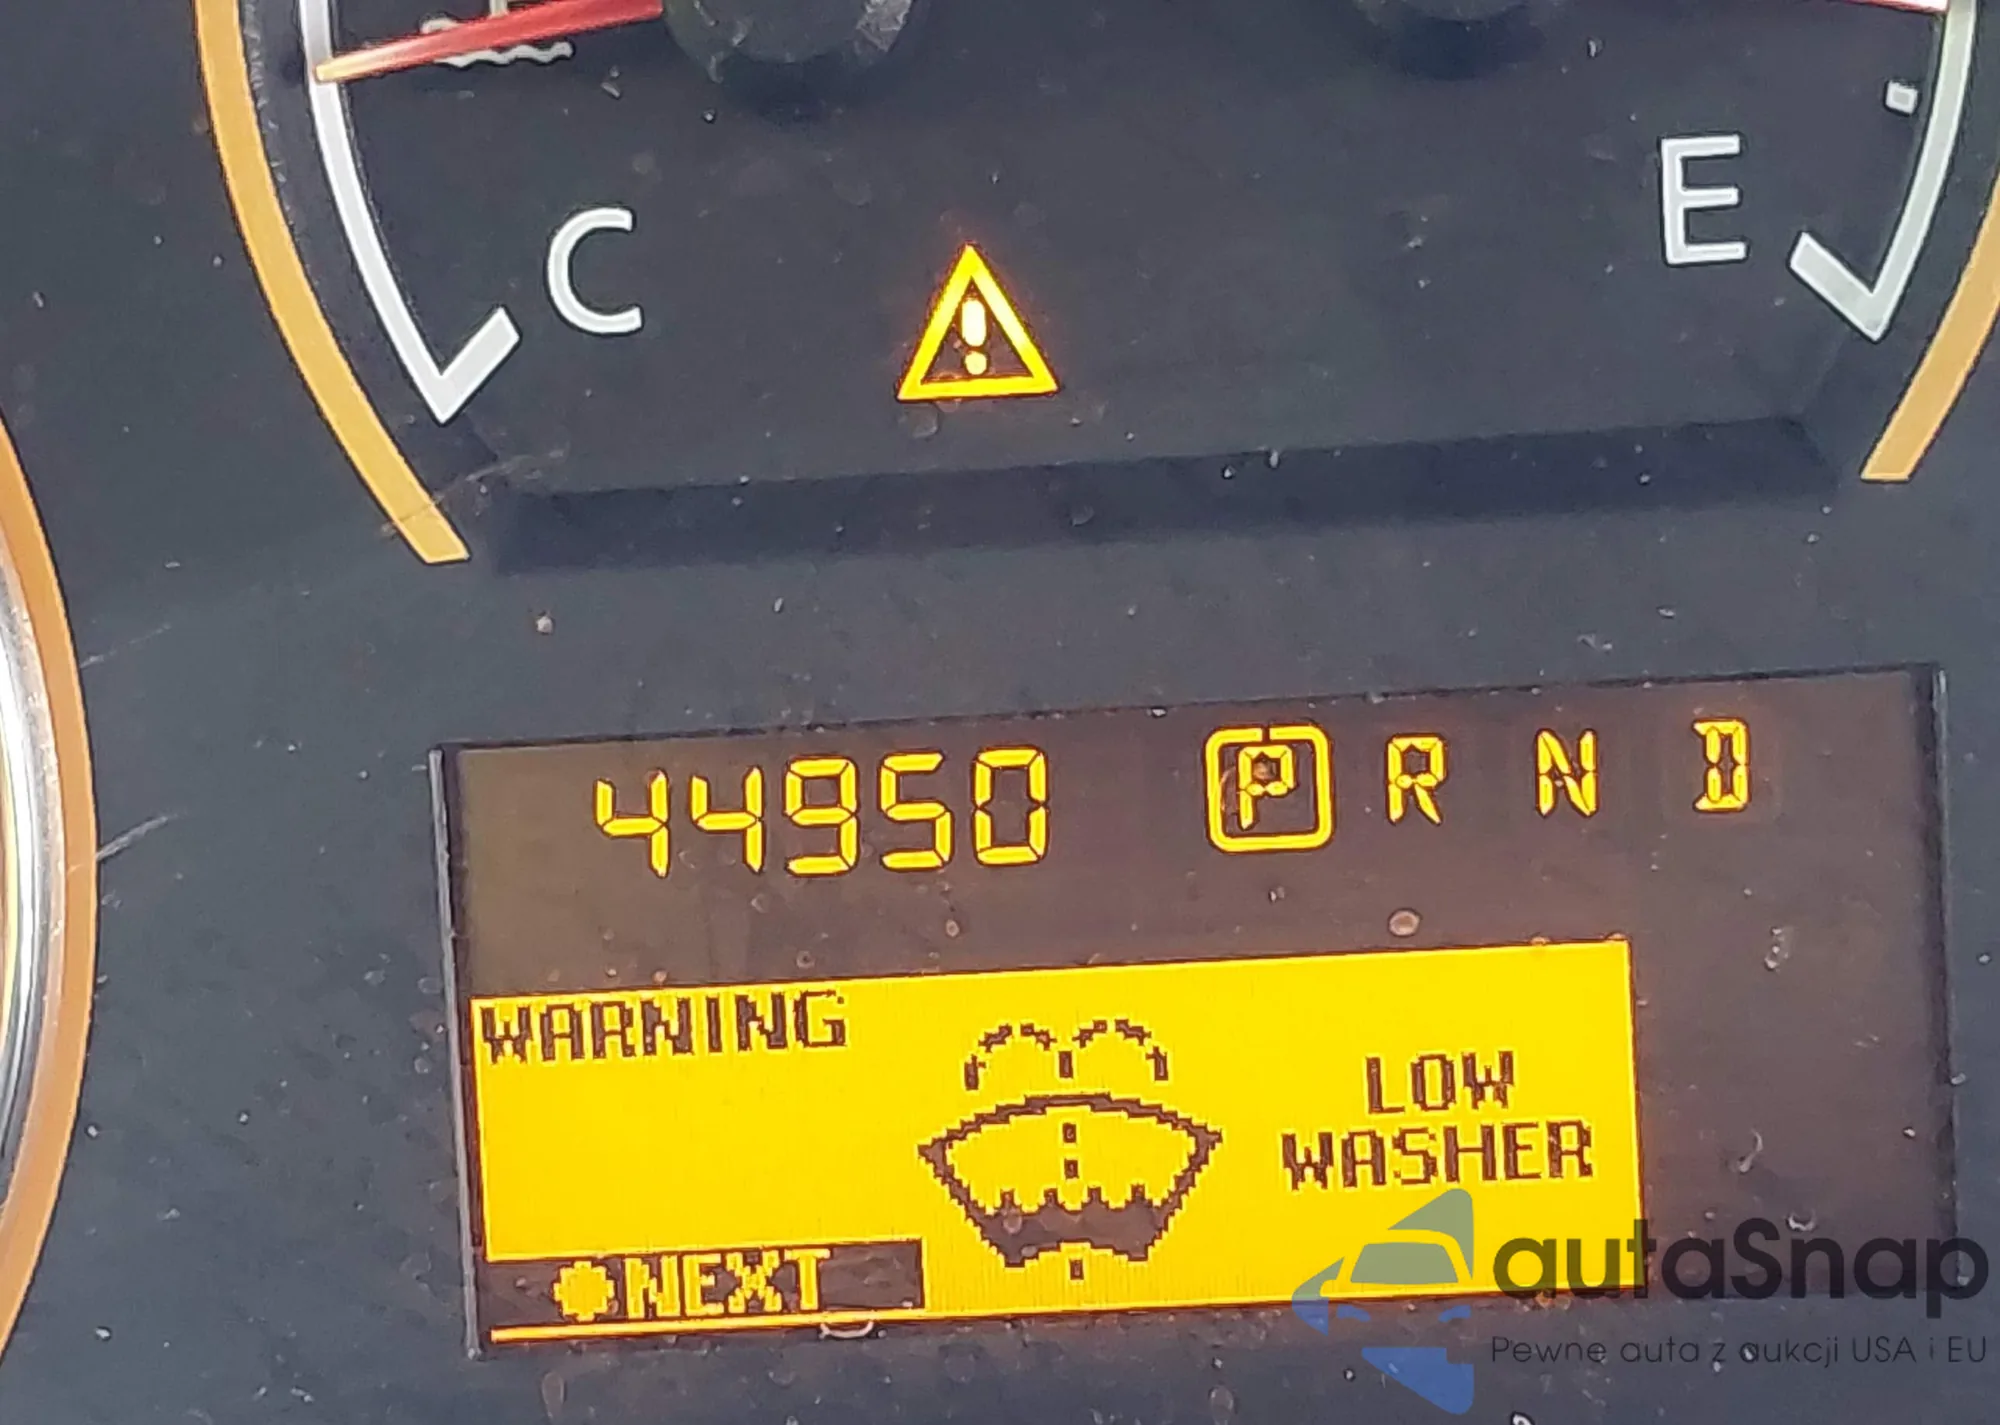 C
E
44950 P R N D
WARNING
LOW
WASHER
NEXT
autaSnap
Pewne auta z aukcji USA i EU